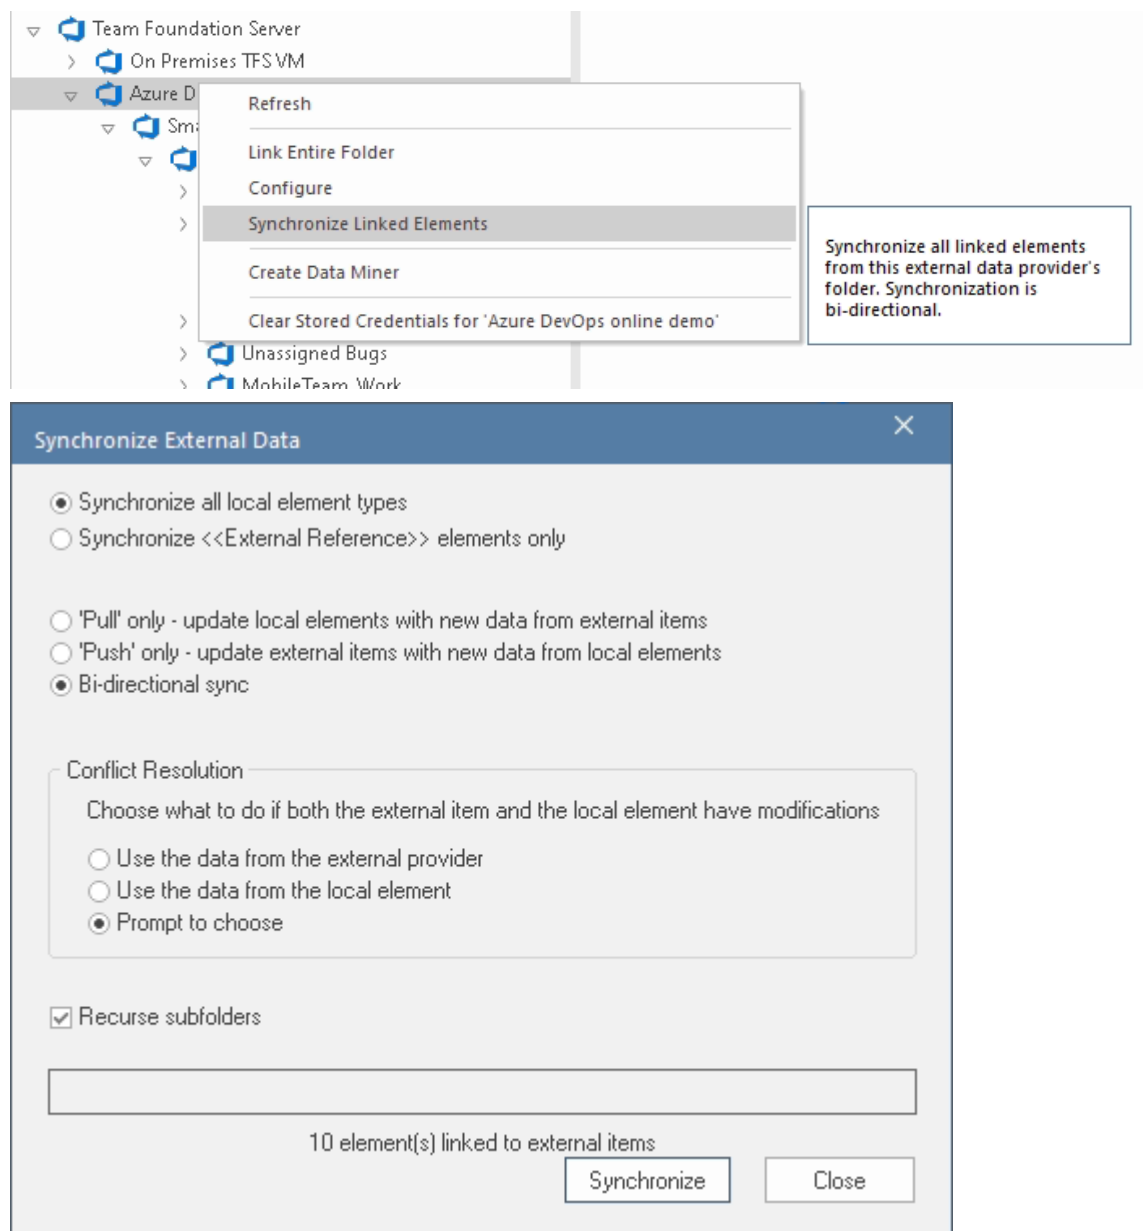 Team Foundation Server
On Premises TFS VM
Azure D
Refresh
Sma
Link Entire Folder
Configure
Synchronize Linked Elements
Synchronize all linked elements
from this external data provider's
folder. Synchronization is
bi-directional.
Create Data Miner
Clear Stored Credentials for 'Azure DevOps online demo'
Unassigned Bugs
MobileTeam Work
Synchronize External Data
Synchronize all local element types
Synchronize <<External Reference>> elements only
'Pull' only - update local elements with new data from external items
'Push' only - update external items with new data from local elements
Bi-directional sync
Conflict Resolution
Choose what to do if both the external item and the local element have modifications
Use the data from the external provider
Use the data from the local element
Prompt to choose
Recurse subfolders
10 element(s) linked to external items
Synchronize
Close